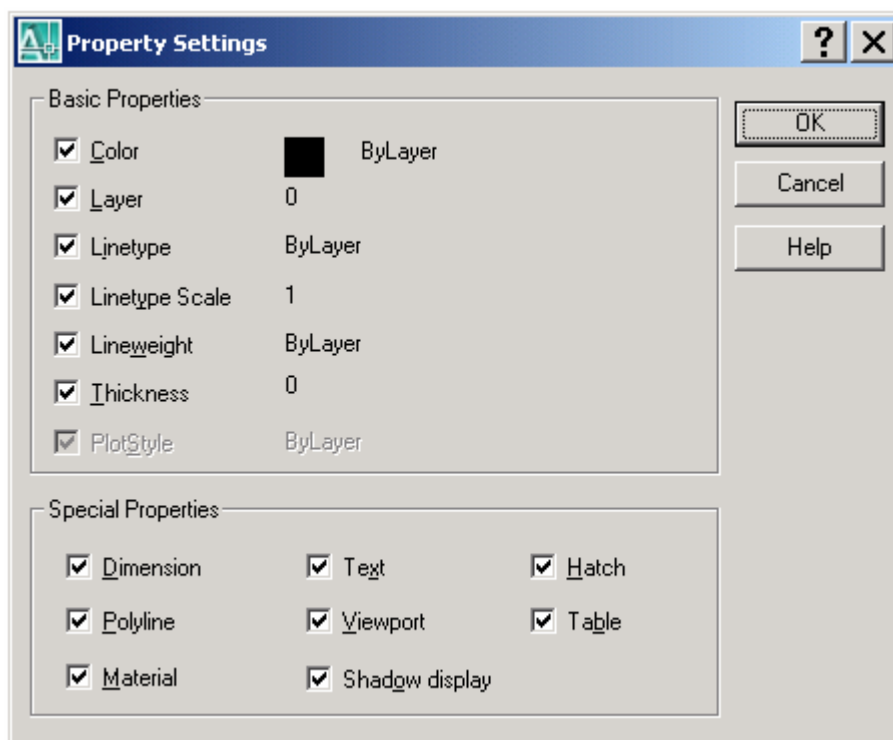 Property Settings
Basic Properties
Color ByLayer
Layer 0
Linetype ByLayer
Linetype Scale 1
Lineweight ByLayer
Thickness 0
PlotStyle ByLayer
OK
Cancel
Help
Special Properties
Dimension Text Hatch
Polyline Viewport Table
Material Shadow display